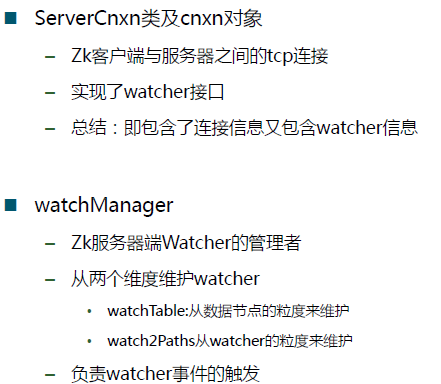 ServerCnxn类及cnxn对象
Zk客户端与服务器之间的tcp连接
实现了watcher接口
总结：即包含了连接信息又包含watcher信息
watchManager
Zk服务器端Watcher的管理者
从两个维度维护watcher
watchTable:从数据节点的粒度来维护
watch2Paths从watcher的粒度来维护
负责watcher事件的触发